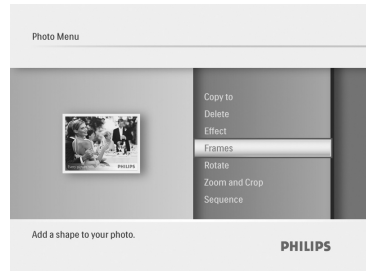 Photo Menu
Copy to
Delete
Effect
Frames
Rotate
Zoom and Crop
Sequence
PHILIPS
Add a shape to your photo.
PHILIPS